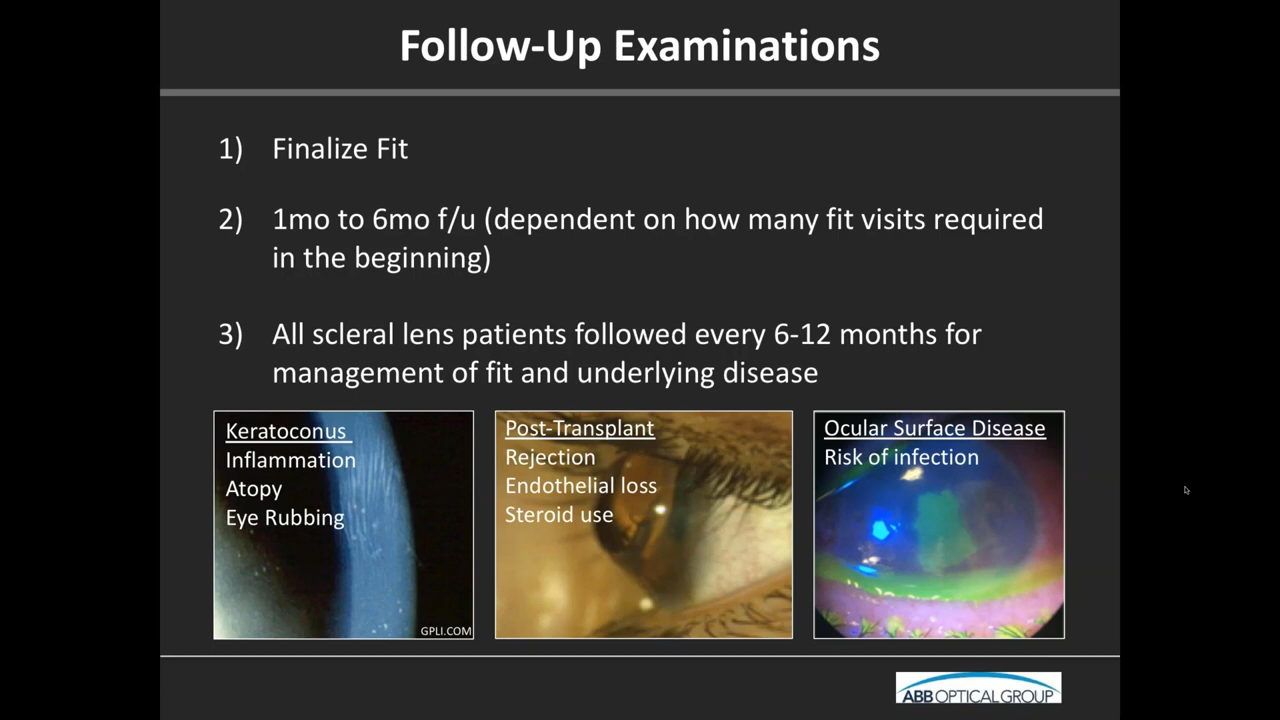 Follow-Up Examinations
1) Finalize Fit
2) 1mo to 6mo f/u (dependent on how many fit visits required
in the beginning)
3) All scleral lens patients followed every 6-12 months for
management of fit and underlying disease
Keratoconus
Inflammation
Atopy
Eye Rubbing
GPLI.COM
Post-Transplant
Rejection
Endothelial loss
Steroid use
Ocular Surface Disease
Risk of infection
ABB OPTICAL GROUP